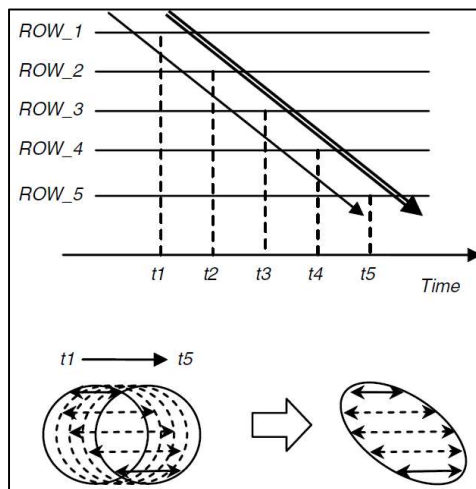 ROW_1
ROW_2
ROW_3
ROW_4
ROW_5
t1 t2 t3 t4 t5
Time
t1 t5